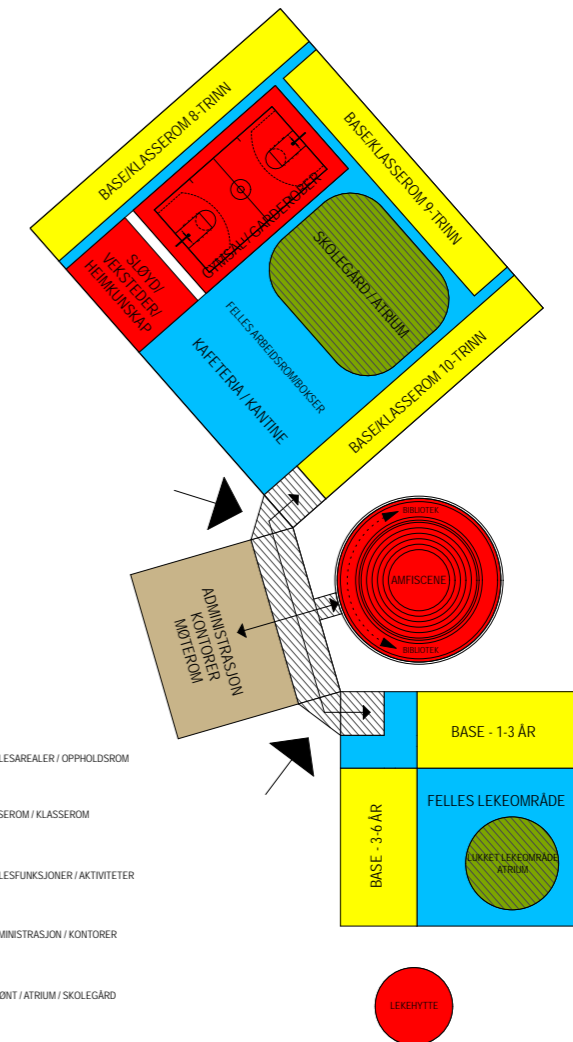 BASE/KLASSEROM 8-TRINN
BASE/KLASSEROM 9-TRINN
GYMSAL / GARDEROBER
SLØYD/
VEKSTEDER/
HEIMKUNSKAP
SKOLEGÅRD / ATRIUM
FELLES ARBEIDSROM/BOKSER
KAFETERIA / KANTINE
BASE/KLASSEROM 10-TRINN
BIBLIOTEK
AMFISCENE
BIBLIOTEK
ADMINISTRASJON
KONTORER
MØTEROM
BASE - 1-3 ÅR
BASE - 3-6 ÅR
FELLES LEKEOMRÅDE
LUKKET LEKEOMRÅDE
ATRIUM
LEKEHYTTE
LESAREALER / OPPHOLDSROM
SEROM / KLASSEROM
LESFUNKSJONER / AKTIVITETER
MINISTRASJON / KONTORER
ØNT / ATRIUM / SKOLEGÅRD